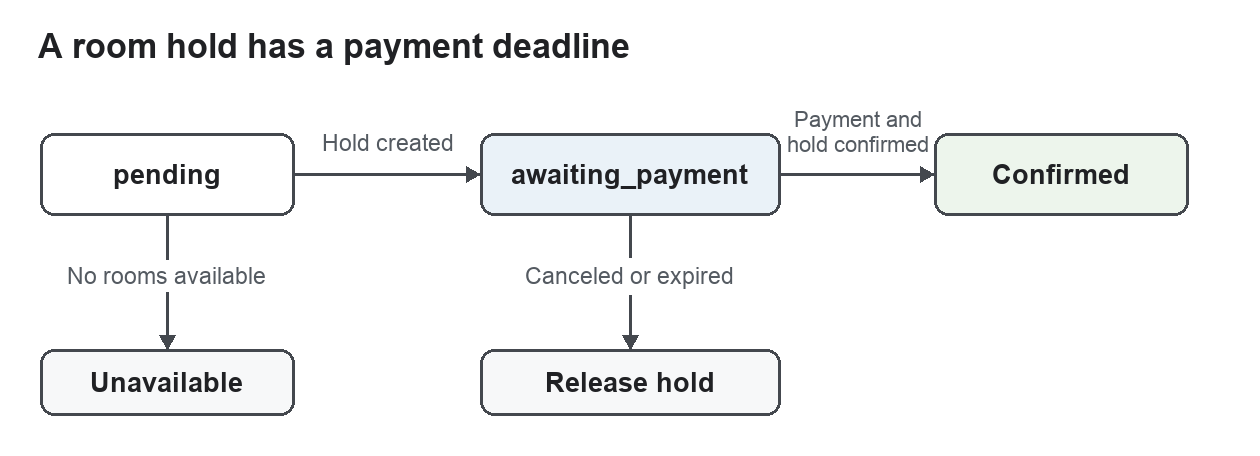 A room hold has a payment deadline
pending
Hold created
awaiting_payment
Payment and
hold confirmed
Confirmed
No rooms available
Canceled or expired
Unavailable
Release hold